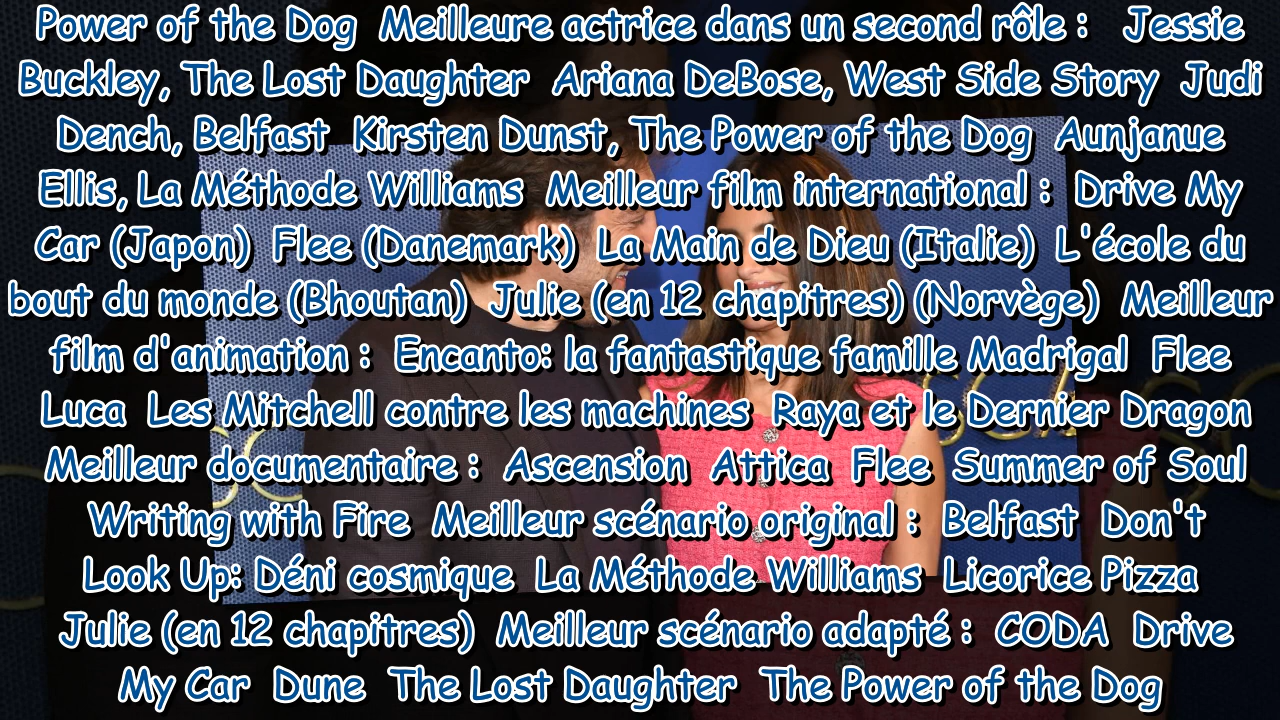 Power of the Dog  Meilleure actrice dans un second rôle :   Jessie
Buckley, The Lost Daughter  Ariana DeBose, West Side Story  Judi
Dench, Belfast  Kirsten Dunst, The Power of the Dog  Aunjanue
Ellis, La Méthode Williams  Meilleur film international :  Drive My
Car (Japon)  Flee (Danemark)  La Main de Dieu (Italie)  L'école du
bout du monde (Bhoutan)  Julie (en 12 chapitres) (Norvège)  Meilleur
film d'animation :  Encanto: la fantastique famille Madrigal  Flee
Luca  Les Mitchell contre les machines  Raya et le Dernier Dragon
Meilleur documentaire :  Ascension  Attica  Flee  Summer of Soul
Writing with Fire  Meilleur scénario original :  Belfast  Don't
Look Up: Déni cosmique  La Méthode Williams  Licorice Pizza
Julie (en 12 chapitres)  Meilleur scénario adapté :  CODA  Drive
My Car  Dune  The Lost Daughter  The Power of the Dog